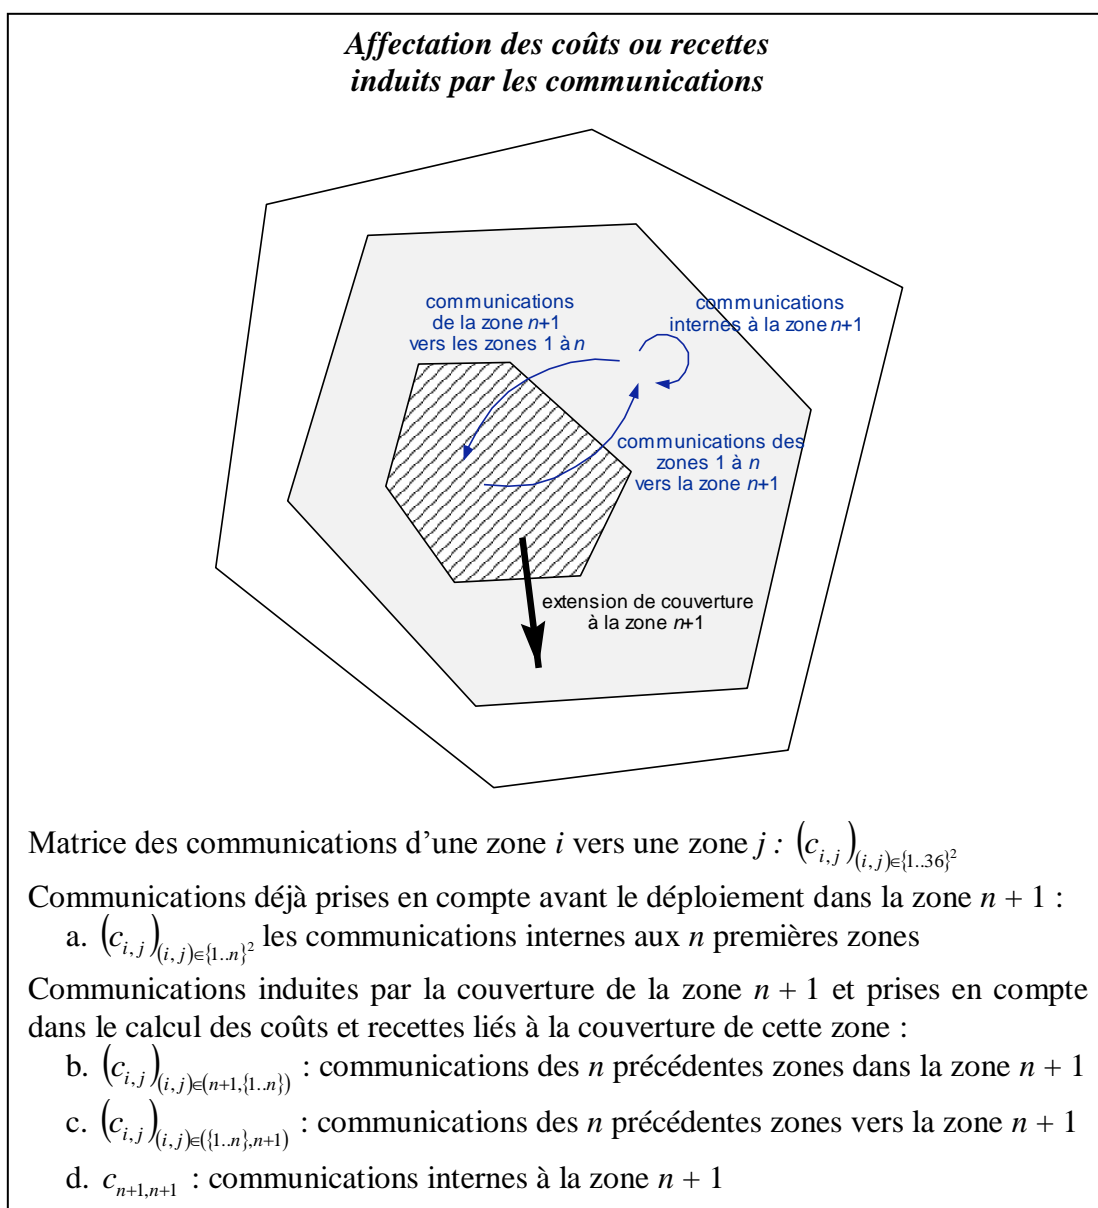 Affectation des coûts ou recettes
induits par les communications
communications
de la zone n+1
vers les zones 1 à n
communications
internes à la zone n+1
communications des
zones 1 à n
vers la zone n+1
extension de couverture
à la zone n+1
Matrice des communications d’une zone i vers une zone j : (c_{i,j})_{(i,j)∈{1..36}²}
Communications déjà prises en compte avant le déploiement dans la zone n + 1 :
a. (c_{i,j})_{(i,j)∈{1..n}²} les communications internes aux n premières zones
Communications induites par la couverture de la zone n + 1 et prises en compte
dans le calcul des coûts et recettes liés à la couverture de cette zone :
b. (c_{i,j})_{(i,j)∈(n+1,{1..n})} : communications des n précédentes zones dans la zone n + 1
c. (c_{i,j})_{(i,j)∈({1..n},n+1)} : communications des n précédentes zones vers la zone n + 1
d. c_{n+1,n+1} : communications internes à la zone n + 1